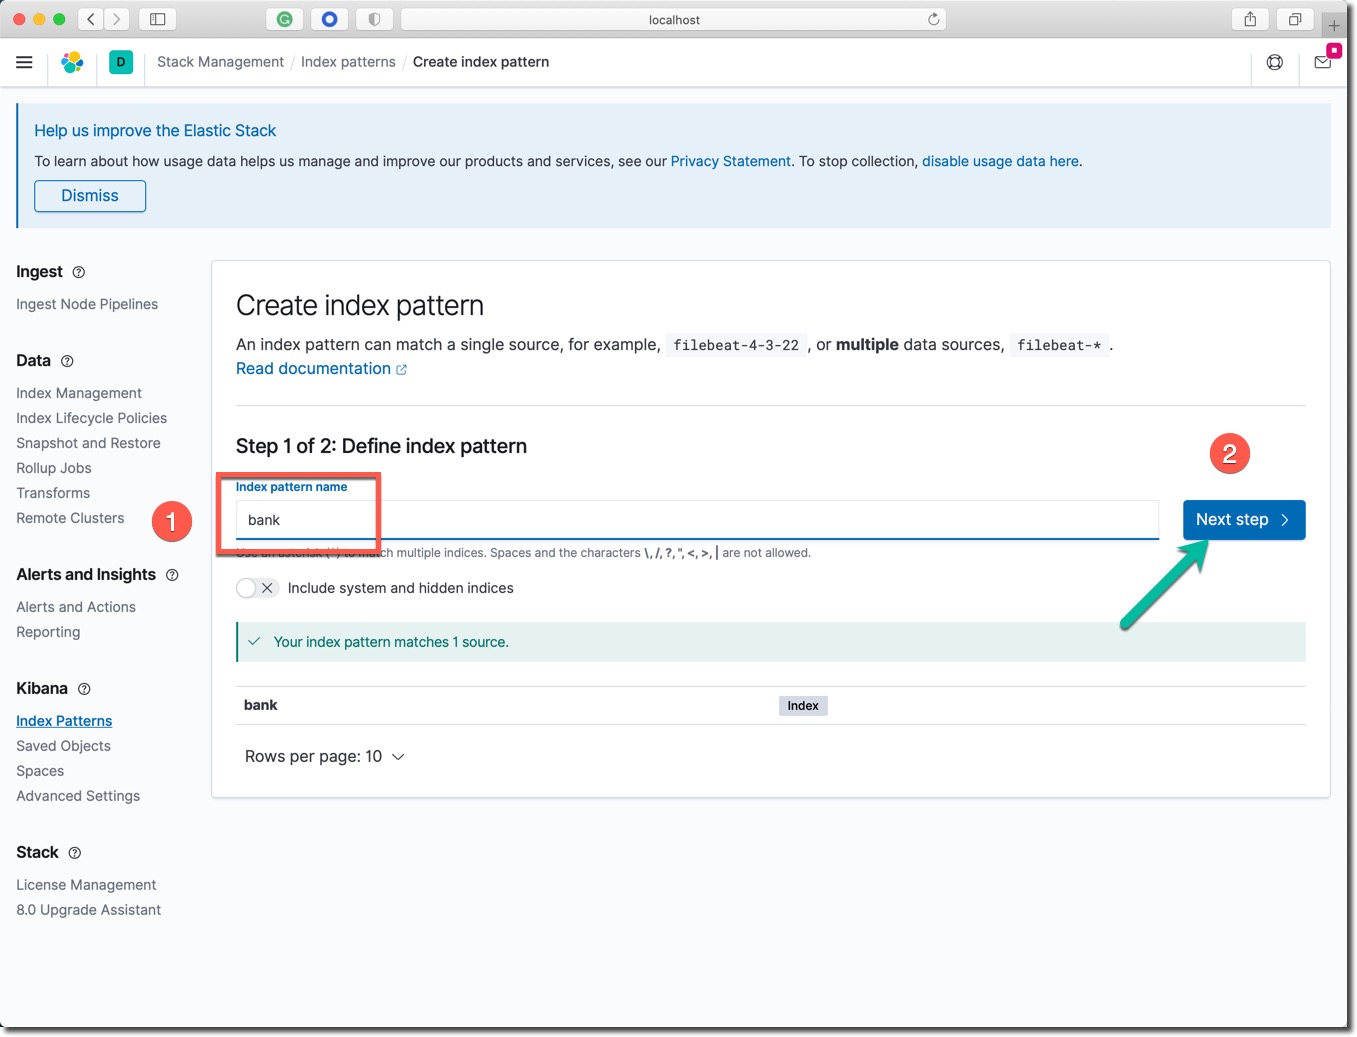 localhost
D
Stack Management / Index patterns / Create index pattern
Help us improve the Elastic Stack
To learn about how usage data helps us manage and improve our products and services, see our Privacy Statement. To stop collection, disable usage data here.
Dismiss
Ingest
Ingest Node Pipelines
Data
Index Management
Index Lifecycle Policies
Snapshot and Restore
Rollup Jobs
Transforms
Remote Clusters
Alerts and Insights
Alerts and Actions
Reporting
Kibana
Index Patterns
Saved Objects
Spaces
Advanced Settings
Stack
License Management
8.0 Upgrade Assistant
Create index pattern
An index pattern can match a single source, for example, filebeat-4-3-22 , or multiple data sources, filebeat-* .
Read documentation
Step 1 of 2: Define index pattern
2
Index pattern name
1
bank
Next step
Use an asterisk (*) to match multiple indices. Spaces and the characters \, /, ?, ", <, >, | are not allowed.
Include system and hidden indices
Your index pattern matches 1 source.
bank Index
Rows per page: 10